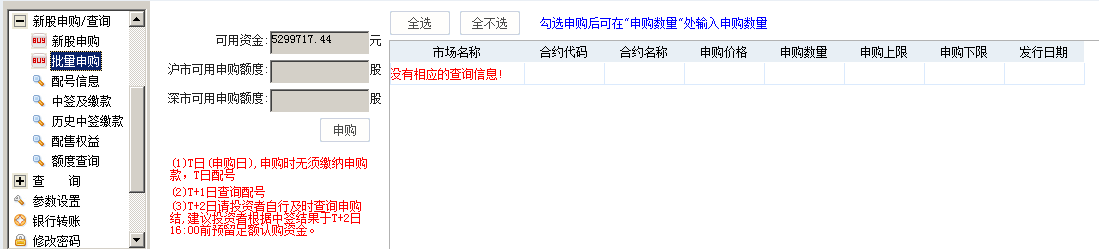 新股申购/查询
新股申购
批量申购
配号信息
中签及缴款
历史中签缴款
配售权益
额度查询
查 询
参数设置
银行转账
修改密码
可用资金: 5299717.44 元
沪市可用申购额度: 股
深市可用申购额度: 股
申购
(1)T日(申购日),申购时无须缴纳申购
款，T日配号
(2)T+1日查询配号
(3)T+2日请投资者自行及时查询申购
结,建议投资者根据中签结果于T+2日
16:00前预留足额认购资金。
全选 全不选 勾选申购后可在“申购数量”处输入申购数量
市场名称 合约代码 合约名称 申购价格 申购数量 申购上限 申购下限 发行日期
没有相应的查询信息!